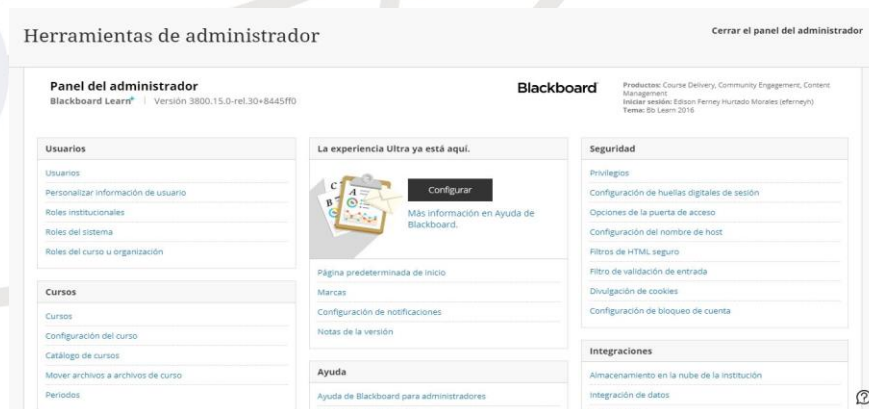 Herramientas de administrador
Cerrar el panel del administrador
Panel del administrador
Blackboard Learn+ | Versión 3800.15.0-rel.30+8445ff0
Blackboard
Productos: Course Delivery, Community Engagement, Content
Management
Iniciar sesión: Edison Ferney Hurtado Morales (eferneyh)
Tema: Bb Learn 2016
Usuarios
Usuarios
Personalizar información de usuario
Roles institucionales
Roles del sistema
Roles del curso u organización
Cursos
Cursos
Configuración del curso
Catálogo de cursos
Mover archivos a archivos de curso
Periodos
La experiencia Ultra ya está aquí.
C
A
B
Configurar
Más información en Ayuda de
Blackboard.
Página predeterminada de inicio
Marcas
Configuración de notificaciones
Notas de la versión
Ayuda
Ayuda de Blackboard para administradores
Seguridad
Privilegios
Configuración de huellas digitales de sesión
Opciones de la puerta de acceso
Configuración del nombre de host
Filtros de HTML seguro
Filtro de validación de entrada
Divulgación de cookies
Configuración de bloqueo de cuenta
Integraciones
Almacenamiento en la nube de la institución
Integración de datos